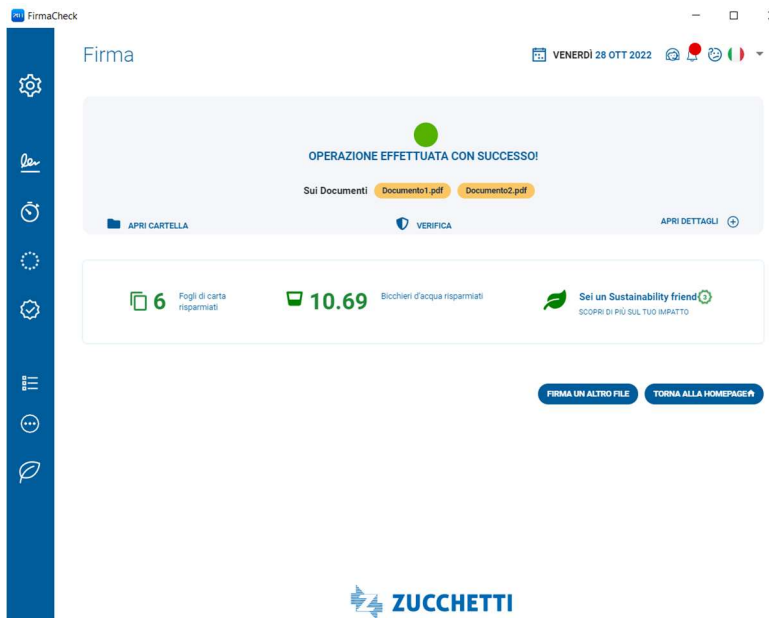 FirmaCheck
Firma
VENERDÌ 28 OTT 2022
OPERAZIONE EFFETTUATA CON SUCCESSO!
Sui Documenti Documento1.pdf Documento2.pdf
APRI CARTELLA VERIFICA APRI DETTAGLI
6 Fogli di carta
risparmiati
10.69 Bicchieri d'acqua risparmiati
Sei un Sustainability friend 3
SCOPRI DI PIÙ SUL TUO IMPATTO
FIRMA UN ALTRO FILE TORNA ALLA HOMEPAGE
ZUCCHETTI